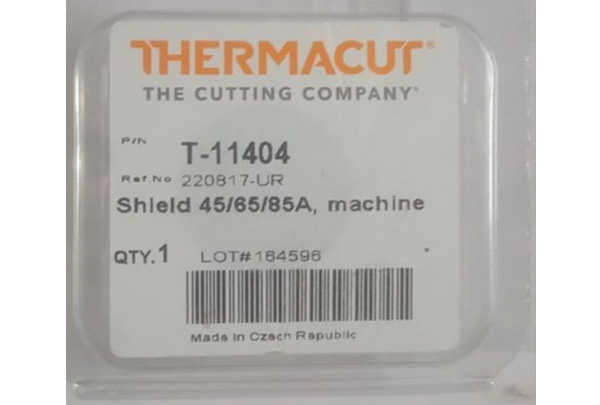 THERMACUT®
THE CUTTING COMPANY®
P/N T-11404
Ref.No 220817-UR
Shield 45/65/85A, machine
QTY.1 LOT# 164596
Made in Czech Republic